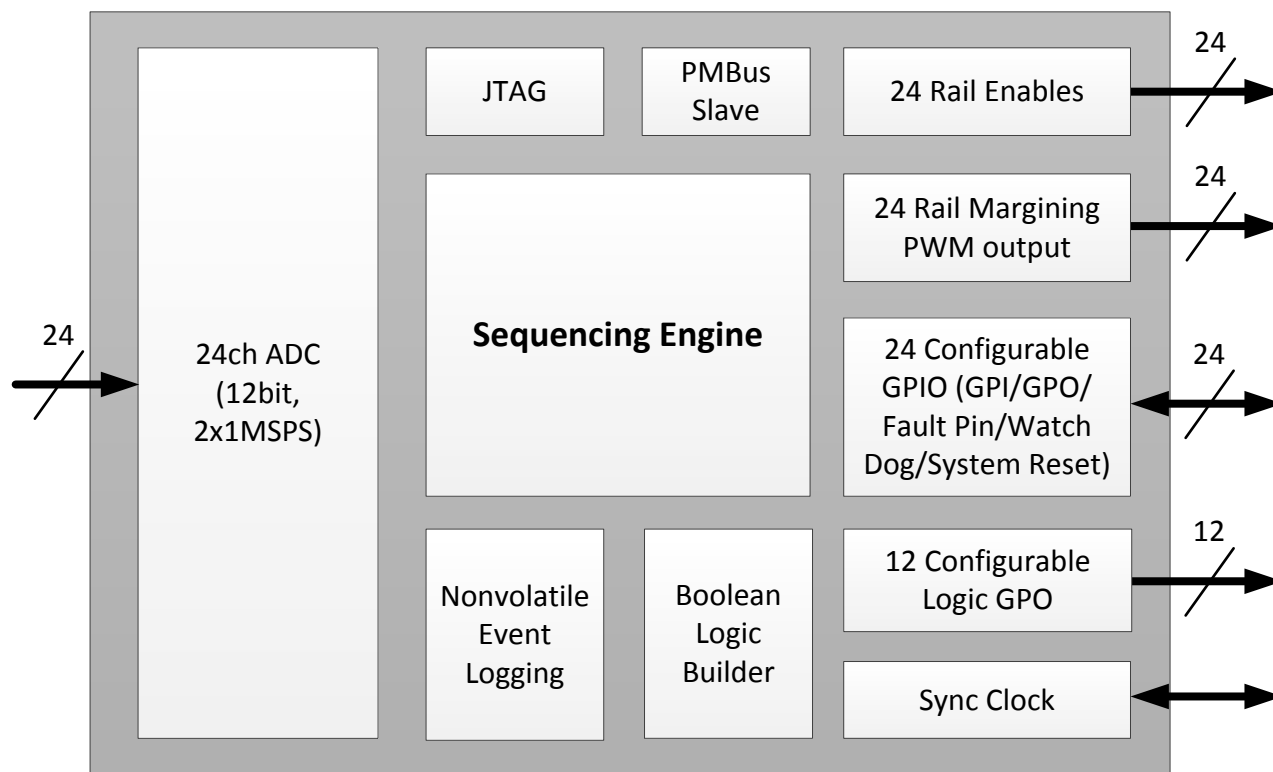 24
24ch ADC
(12bit,
2x1MSPS)
JTAG
PMBus
Slave
24 Rail Enables
24
Sequencing Engine
24 Rail Margining
PWM output
24
24 Configurable
GPIO (GPI/GPO/
Fault Pin/Watch
Dog/System Reset)
24
Nonvolatile
Event
Logging
Boolean
Logic
Builder
12 Configurable
Logic GPO
12
Sync Clock